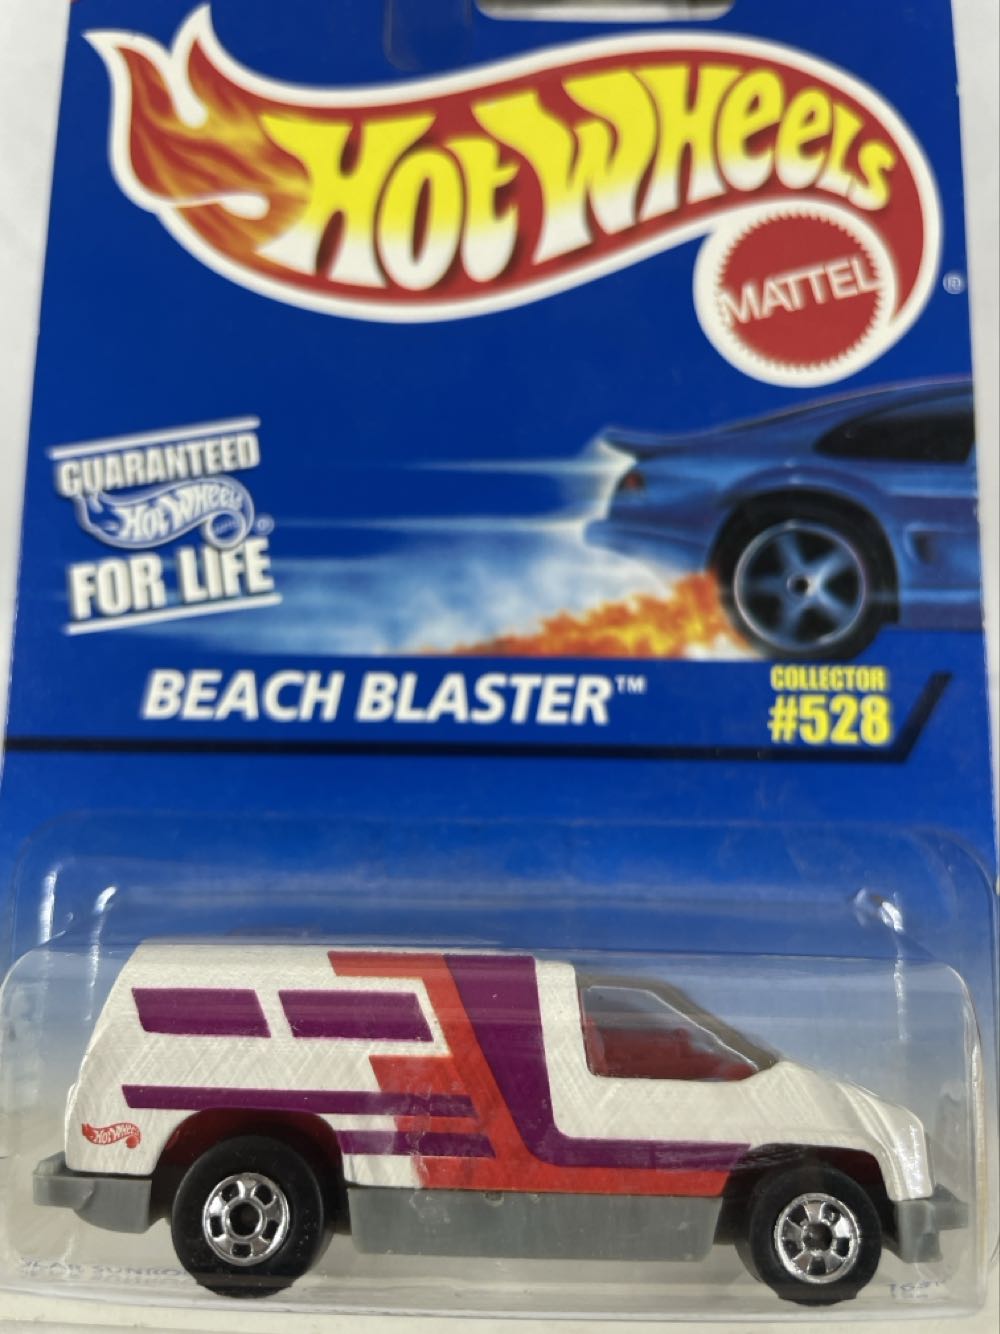 HOT WHEELS
MATTEL
®
GUARANTEED
HOT WHEELS
FOR LIFE
BEACH BLASTER™
COLLECTOR
#528
HOT WHEELS